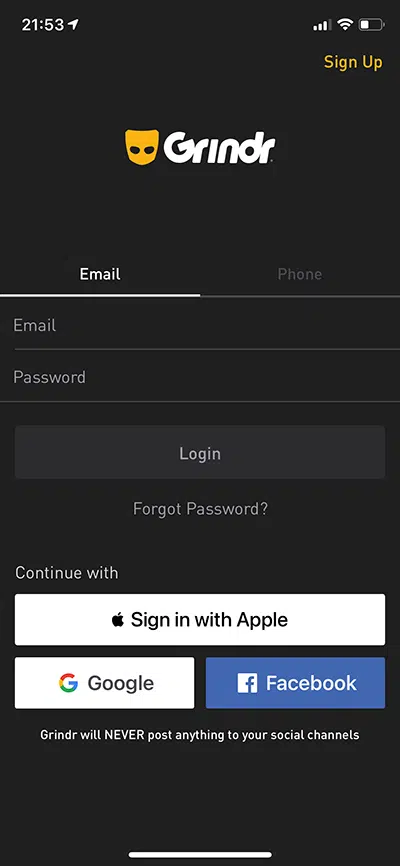 21:53
Sign Up
Grindr
Email Phone
Email
Password
Login
Forgot Password?
Continue with
Sign in with Apple
Google Facebook
Grindr will NEVER post anything to your social channels